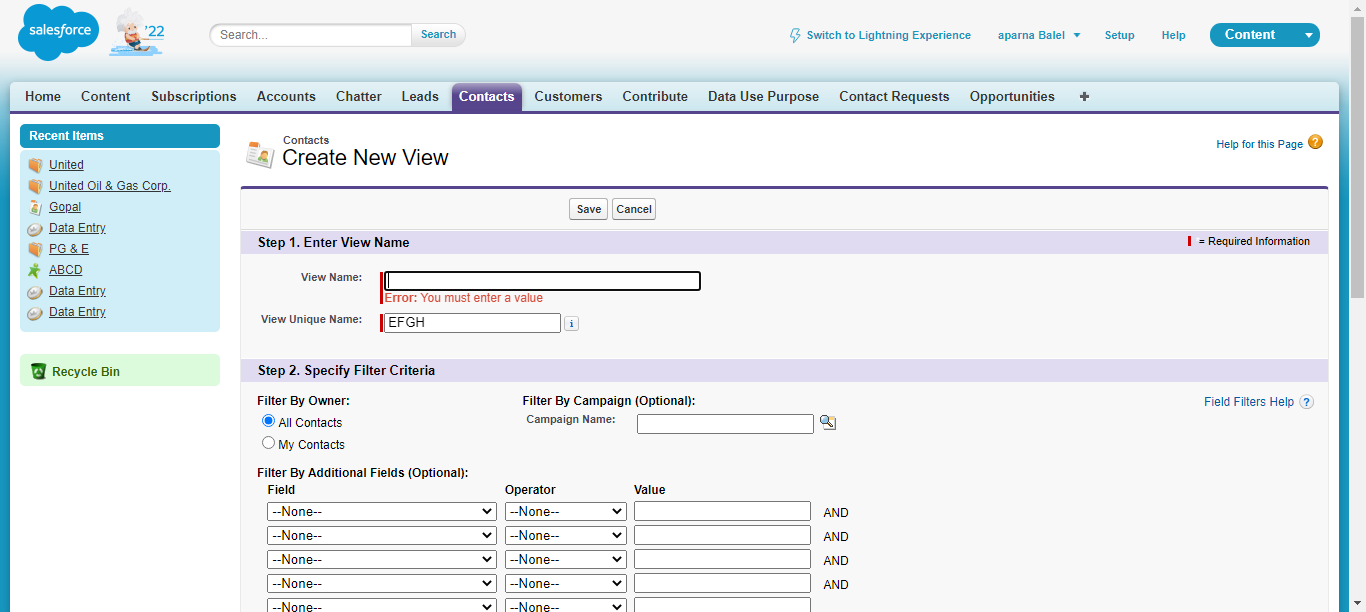 salesforce
'22
Search...
Search
Switch to Lightning Experience
aparna Balel
Setup
Help
Content
Home Content Subscriptions Accounts Chatter Leads Contacts Customers Contribute Data Use Purpose Contact Requests Opportunities +
Recent Items
United
United Oil & Gas Corp.
Gopal
Data Entry
PG & E
ABCD
Data Entry
Data Entry
Recycle Bin
Contacts
Create New View
Help for this Page ?
Save Cancel
Step 1. Enter View Name
= Required Information
View Name:
Error: You must enter a value
View Unique Name: EFGH i
Step 2. Specify Filter Criteria
Filter By Owner:
All Contacts
My Contacts
Filter By Campaign (Optional):
Campaign Name:
Field Filters Help ?
Filter By Additional Fields (Optional):
Field Operator Value
--None-- --None-- AND
--None-- --None-- AND
--None-- --None-- AND
--None-- --None-- AND
--None-- --None--